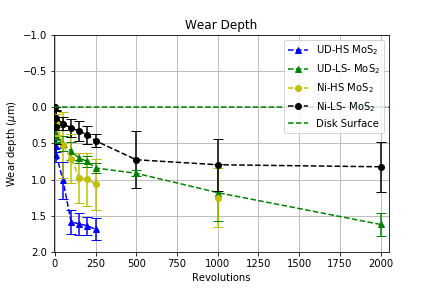 Wear Depth
−1.0
−0.5
0.0
0.5
1.0
1.5
2.0
Wear depth (μm)
UD-HS MoS₂
UD-LS- MoS₂
Ni-HS MoS₂
Ni-LS- MoS₂
Disk Surface
0 250 500 750 1000 1250 1500 1750 2000
Revolutions